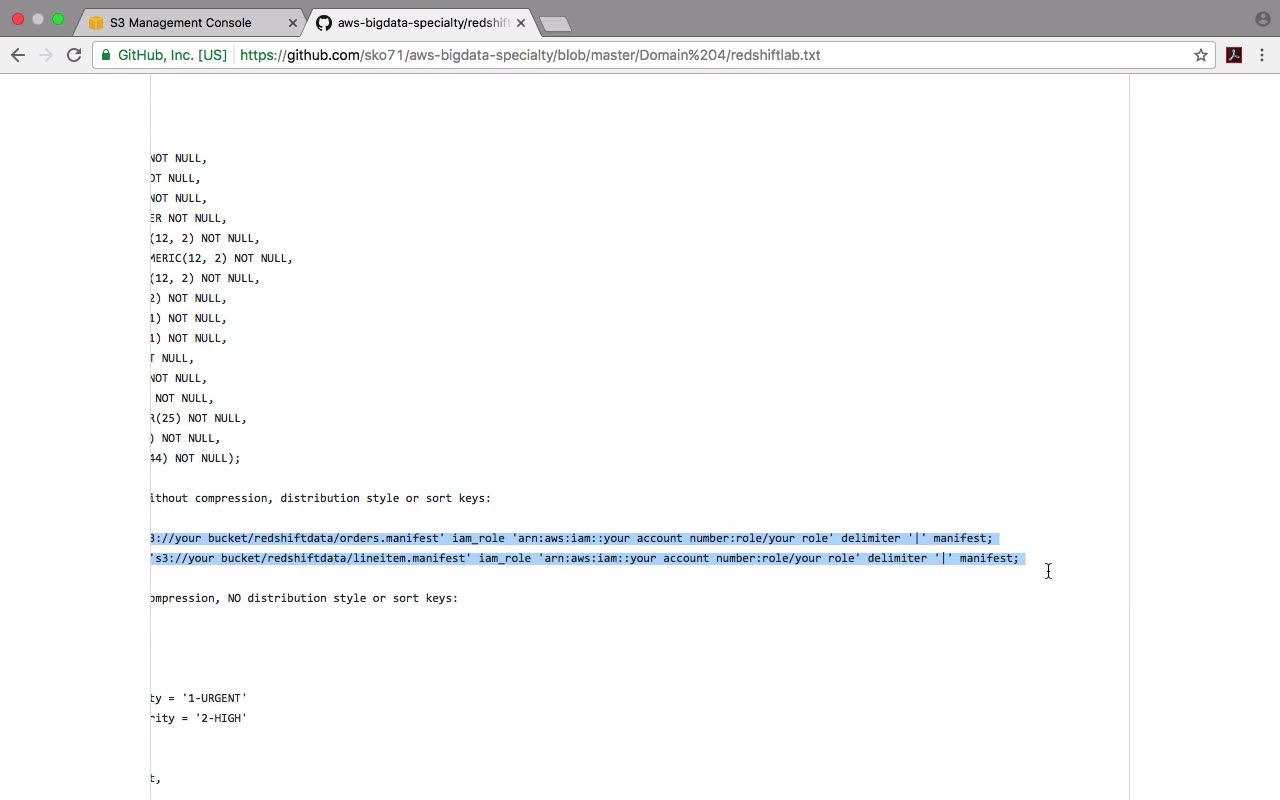 S3 Management Console
aws-bigdata-specialty/redshift
GitHub, Inc. [US]
https://github.com/sko71/aws-bigdata-specialty/blob/master/Domain%204/redshiftlab.txt
NOT NULL,
OT NULL,
NOT NULL,
ER NOT NULL,
(12, 2) NOT NULL,
MERIC(12, 2) NOT NULL,
(12, 2) NOT NULL,
2) NOT NULL,
1) NOT NULL,
1) NOT NULL,
T NULL,
NOT NULL,
NOT NULL,
R(25) NOT NULL,
) NOT NULL,
44) NOT NULL);
ithout compression, distribution style or sort keys:
3://your bucket/redshiftdata/orders.manifest' iam_role 'arn:aws:iam::your account number:role/your role' delimiter '|' manifest;
's3://your bucket/redshiftdata/lineitem.manifest' iam_role 'arn:aws:iam::your account number:role/your role' delimiter '|' manifest;
ompression, NO distribution style or sort keys:
ty = '1-URGENT'
rity = '2-HIGH'
t,